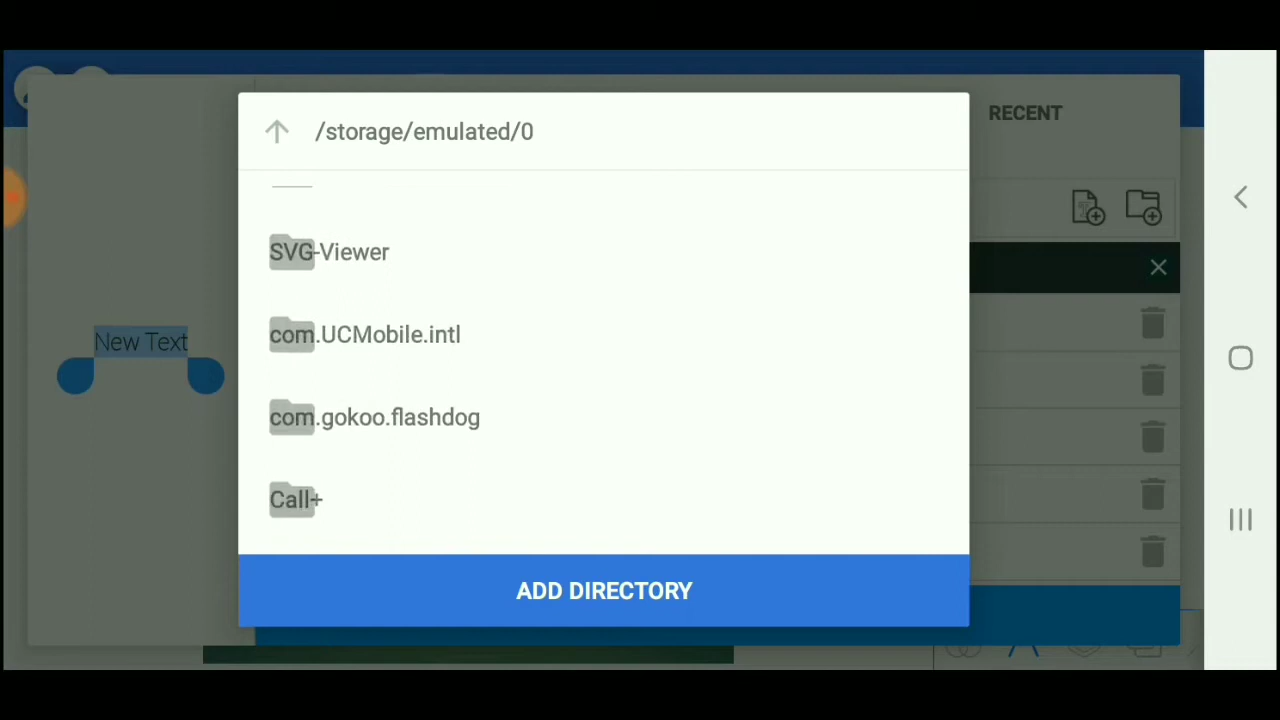 /storage/emulated/0
RECENT
SVG-Viewer
com.UCMobile.intl
New Text
com.gokoo.flashdog
Call+
ADD DIRECTORY